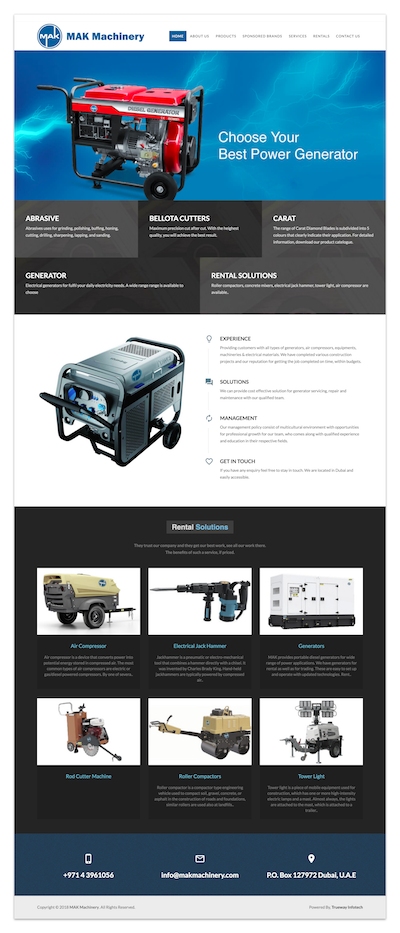 MAK MAK Machinery
HOME ABOUT US PRODUCTS SPONSORED BRANDS SERVICES RENTALS CONTACT US
DIESEL GENERATOR
Choose Your
Best Power Generator
ABRASIVE
Abrasives uses for grinding, polishing, buffing, honing,
cutting, drilling, sharpening, lapping, and sanding.
BELLOTA CUTTERS
Maximum precision cut after cut. With the heighest
quality, you will achieve the best result.
CARAT
The range of Carat Diamond Blades is subdivided into 5
colours that clearly indicate their application. For detailed
information, download our product catelogue.
GENERATOR
Electrical generators for fulfil your daily electricity needs. A wide range range is available to
choose
RENTAL SOLUTIONS
Roller compactors, concrete mixers, electrical jack hammer, tower light, air compressor are
available..
EXPERIENCE
Providing customers with all types of generators, air compressors, equipments,
machineries & electrical materials. We have completed various construction
projects and our reputation for getting the job completed on time, within budgets.
SOLUTIONS
We can provide cost effective solution for generator servicing, repair and
maintenance with our qualified team.
MANAGEMENT
Our management policy consist of multicultural environment with opportunities
for professional growth for our team, who comes along with qualified experience
and education in their respective fields.
GET IN TOUCH
If you have any enquiry feel free to stay in touch. We are located in Dubai and
easily accessible.
Rental Solutions
They trust our company and they get our best work, see all our work there.
The benefits of such a service, if priced.
Air Compressor
Air compressor is a device that converts power into
potential energy stored in compressed air. The most
common types of air compressors are electric or
gas/diesel powered compressors. By one of severa..
Electrical Jack Hammer
Jackhammer is a pneumatic or electro-mechanical
tool that combines a hammer directly with a chisel. It
was invented by Charles Brady King. Hand-held
jackhammers are typically powered by compressed
air.
Generators
MAK provides portable diesel generators for wide
range of power applications. We have generators for
rental as well as for trading. These are easy to set up
and operate with updated technologies. Rent.
Rod Cutter Machine
Roller Compactors
Roller compactor is a compactor type engineering
vehicle used to compact soil, gravel, concrete, or
asphalt in the construction of roads and foundations,
similar rollers are used also at landfills..
Tower Light
Tower light is a piece of mobile equipment used for
construction, which has one or more high-intensity
electric lamps and a mast. Almost always, the lights
are attached to the mast, which is attached to a
trailer..
+971 4 3961056
info@makmachinery.com
P.O. Box 127972 Dubai, U.A.E
Copyright © 2018 MAK Machinery. All Rights Reserved.
Powered By, Trueway Infotech